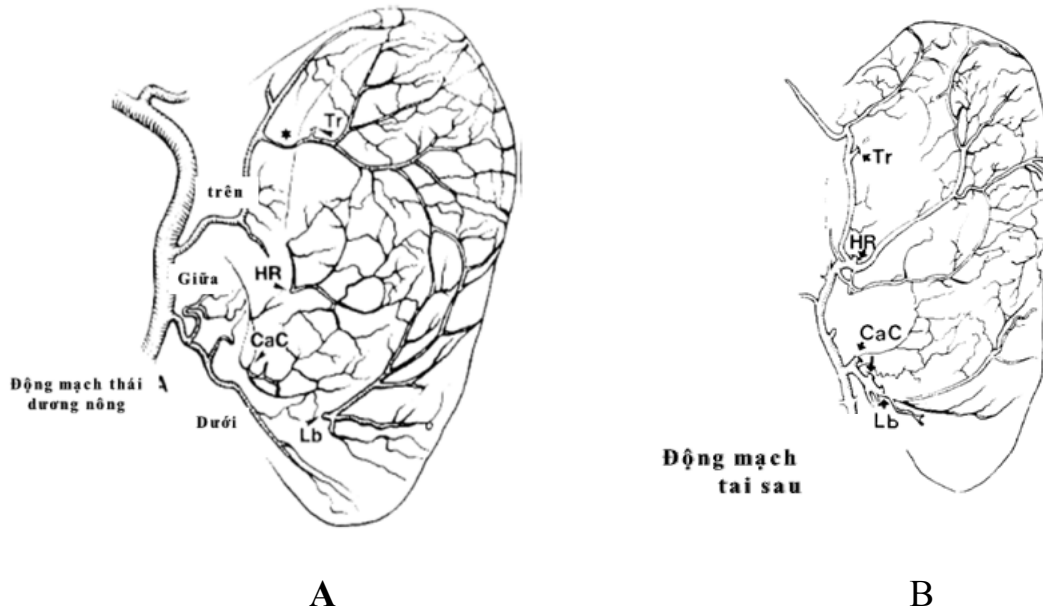 *
Tr
trên
HR
Giữa
CaC
Động mạch thái
dương nông
Dưới
Lb
A
Tr
HR
CaC
Lb
Động mạch
tai sau
B